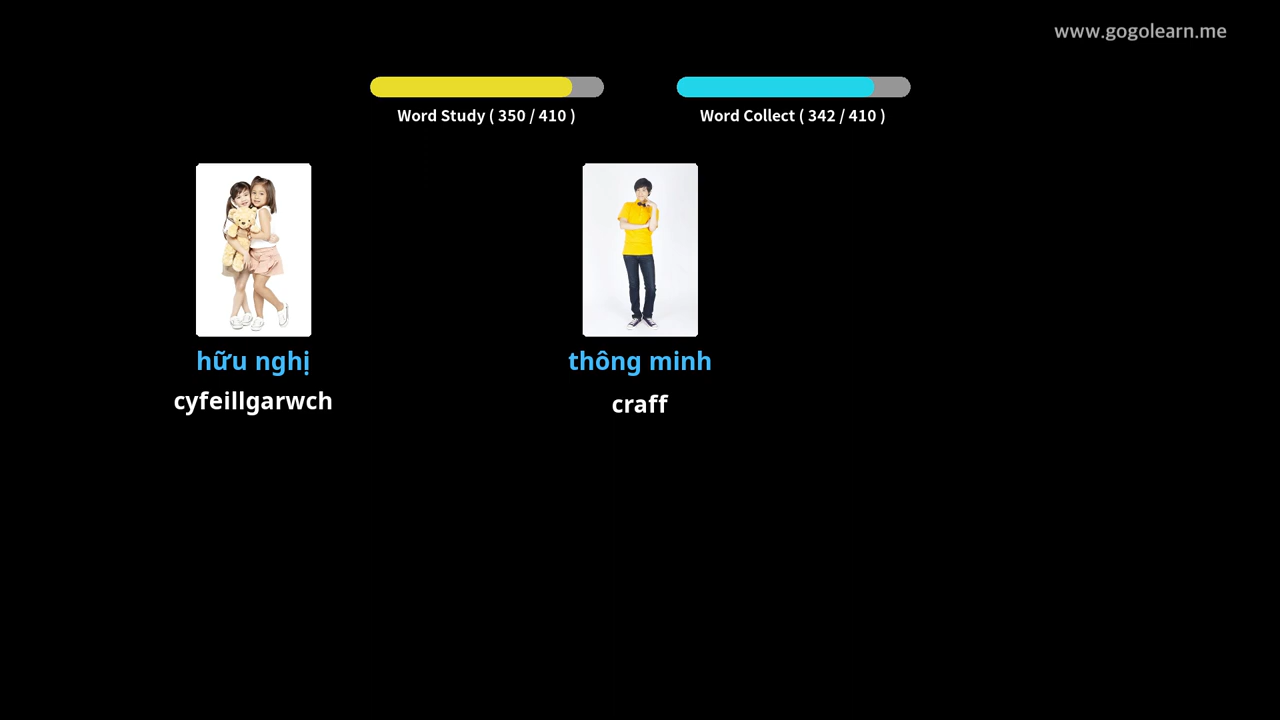 www.gogolearn.me
Word Study ( 350 / 410 )
Word Collect ( 342 / 410 )
hữu nghị
cyfeillgarwch
thông minh
craff